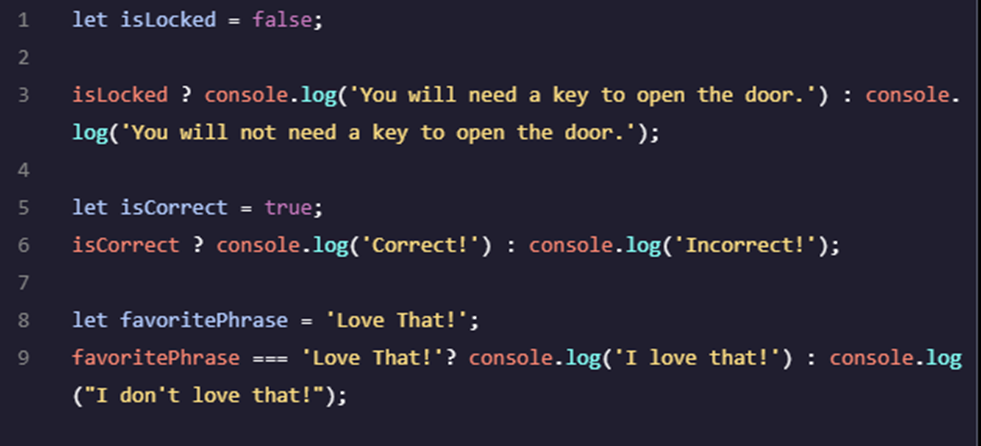 1 let isLocked = false;
2
3 isLocked ? console.log('You will need a key to open the door.') : console.
log('You will not need a key to open the door.');
4
5 let isCorrect = true;
6 isCorrect ? console.log('Correct!') : console.log('Incorrect!');
7
8 let favoritePhrase = 'Love That!';
9 favoritePhrase === 'Love That!'? console.log('I love that!') : console.log
("I don't love that!");